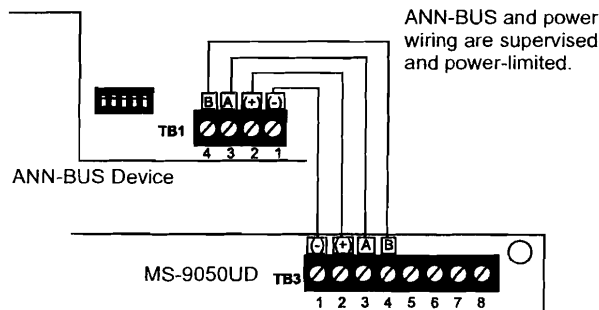 ANN-BUS and power
wiring are supervised
and power-limited.
B A (+) (-)
TB1
4 3 2 1
ANN-BUS Device
(-) (+) A B
MS-9050UD TB3
1 2 3 4 5 6 7 8